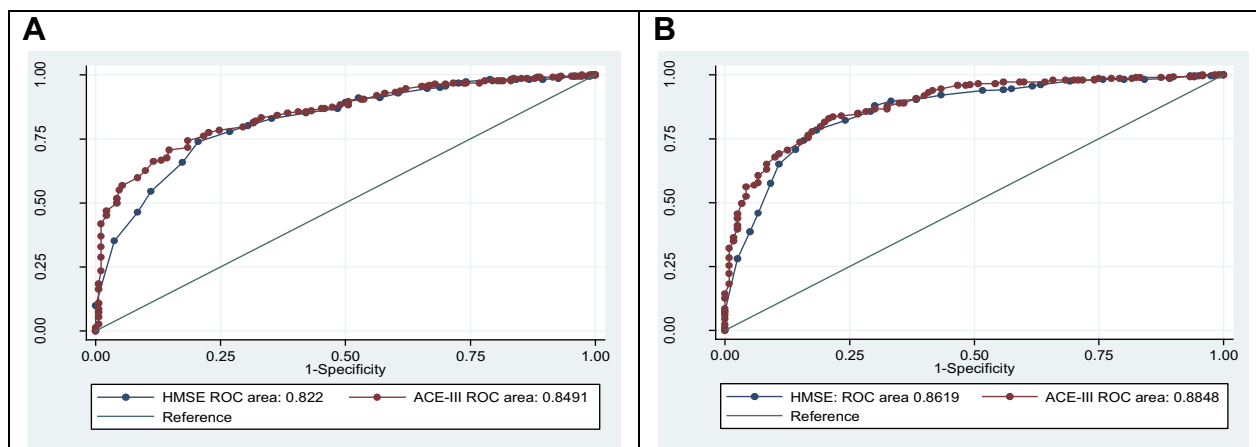 A
1.00
0.75
0.50
0.25
0.00
0.00 0.25 0.50 0.75 1.00
1-Specificity
HMSE ROC area: 0.822 ACE-III ROC area: 0.8491
Reference
B
1.00
0.75
0.50
0.25
0.00
0.00 0.25 0.50 0.75 1.00
1-Specificity
HMSE: ROC area 0.8619 ACE-III ROC area: 0.8848
Reference